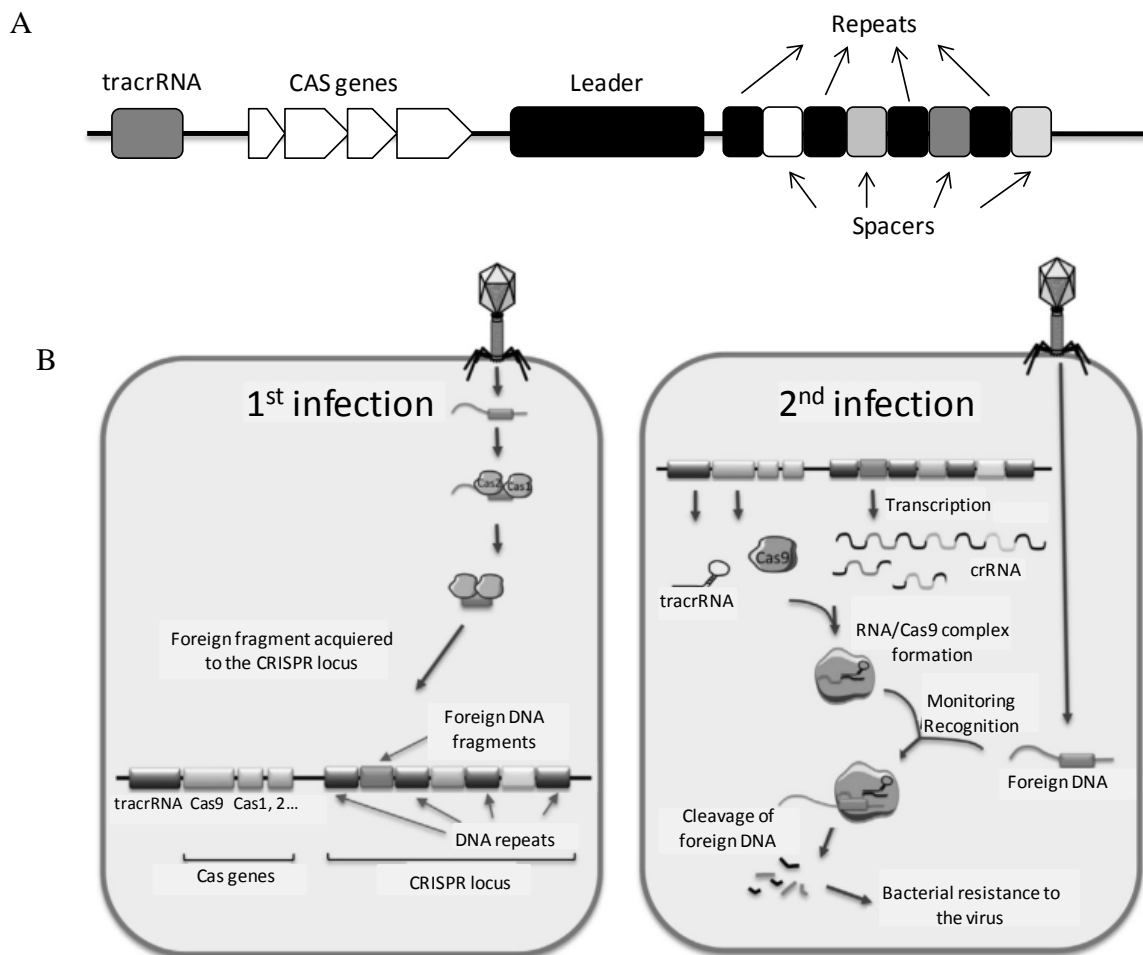 A
Repeats
tracrRNA
CAS genes
Leader
Spacers
B
1st infection
Cas2 Cas1
Foreign fragment acquiered
to the CRISPR locus
Foreign DNA
fragments
tracrRNA Cas9 Cas1, 2...
DNA repeats
Cas genes
CRISPR locus
2nd infection
Transcription
Cas9
crRNA
tracrRNA
RNA/Cas9 complex
formation
Monitoring
Recognition
Foreign DNA
Cleavage of
foreign DNA
Bacterial resistance to
the virus